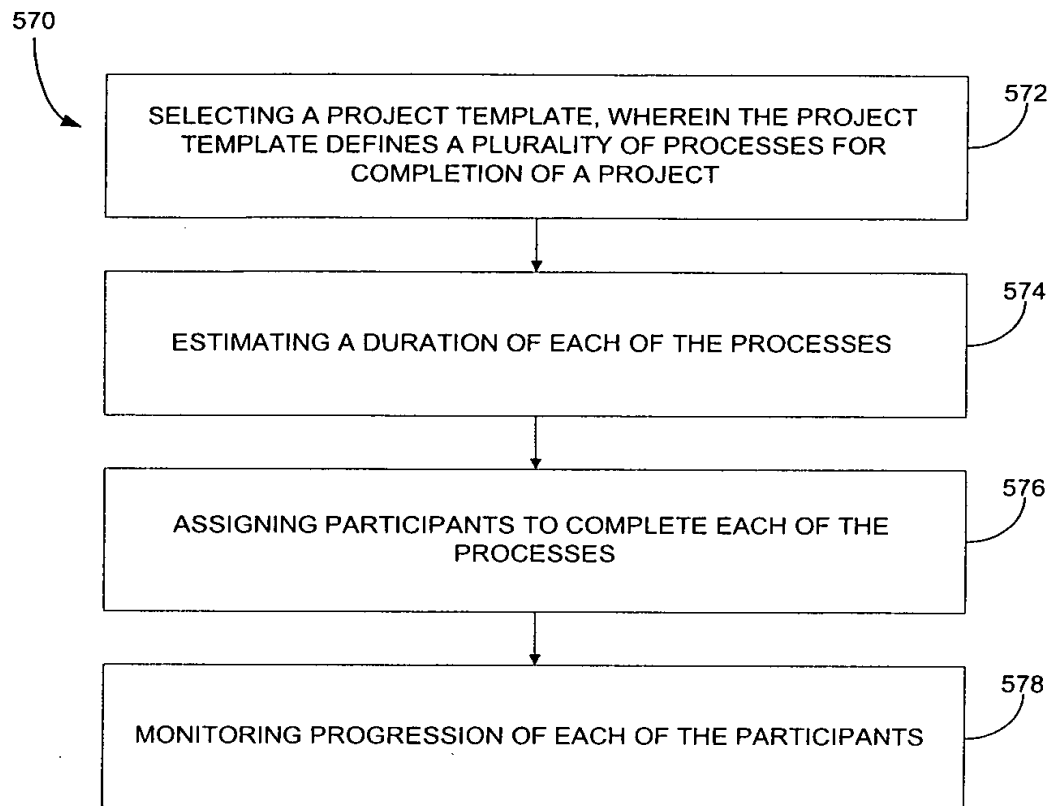 570
SELECTING A PROJECT TEMPLATE, WHEREIN THE PROJECT
TEMPLATE DEFINES A PLURALITY OF PROCESSES FOR
COMPLETION OF A PROJECT
572
ESTIMATING A DURATION OF EACH OF THE PROCESSES
574
ASSIGNING PARTICIPANTS TO COMPLETE EACH OF THE
PROCESSES
576
MONITORING PROGRESSION OF EACH OF THE PARTICIPANTS
578